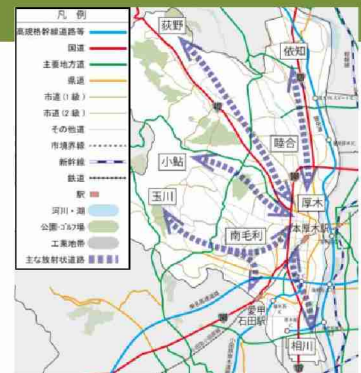 凡 例
高規格幹線道路等
国道
主要地方道
県道
市道(1級)
市道(2級)
その他道
市境界線
新幹線
鉄道
駅
河川・湖
公園・ゴルフ場
工業地帯
主な放射状道路
荻野
依知
睦合
小鮎
玉川
厚木
本厚木駅
南毛利
愛甲
石田駅
相川